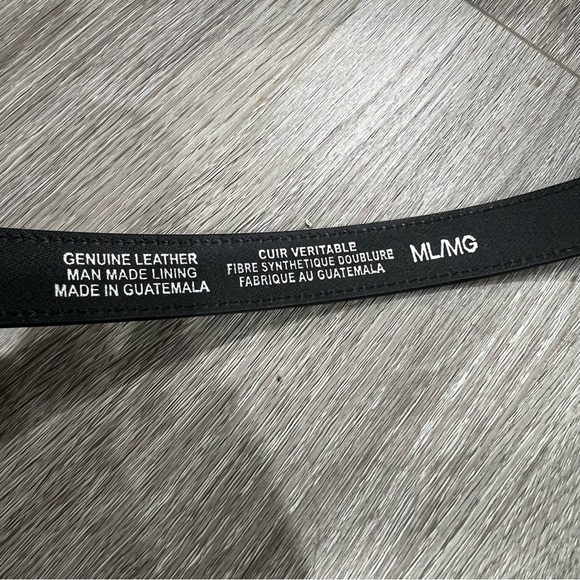 GENUINE LEATHER
MAN MADE LINING
MADE IN GUATEMALA
CUIR VERITABLE
FIBRE SYNTHETIQUE DOUBLURE
FABRIQUE AU GUATEMALA
ML/MG